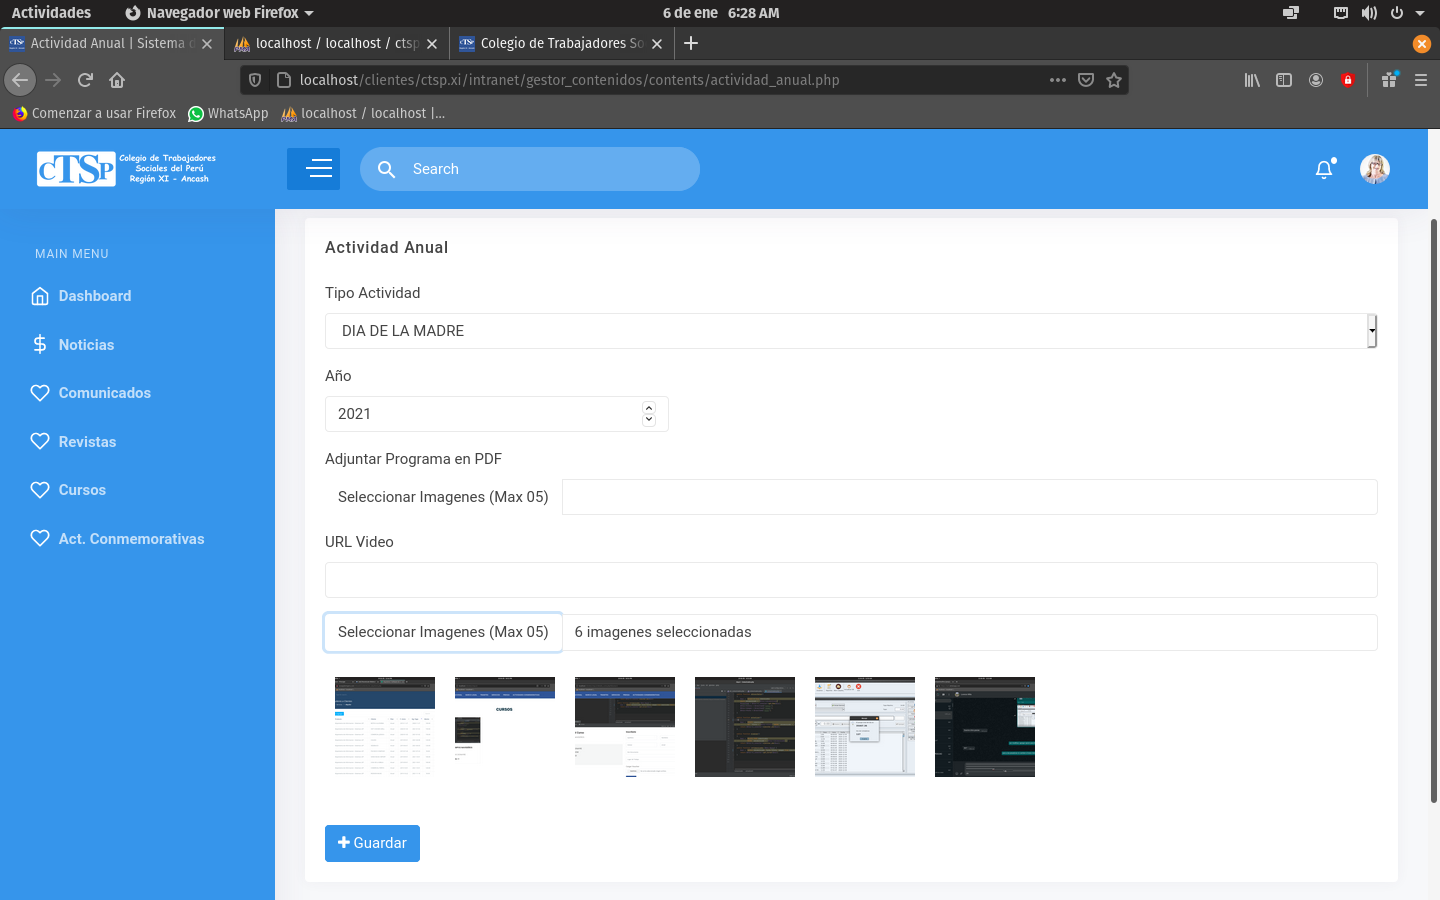 Actividades
Navegador web Firefox
6 de ene 6:28 AM
Actividad Anual | Sistema d
localhost / localhost / ctsp
Colegio de Trabajadores So
localhost/clientes/ctsp.xi/intranet/gestor_contenidos/contents/actividad_anual.php
Comenzar a usar Firefox
WhatsApp
localhost / localhost |...
cTSp
Colegio de Trabajadores
Sociales del Perú
Región XI - Ancash
Search
MAIN MENU
Dashboard
Noticias
Comunicados
Revistas
Cursos
Act. Conmemorativas
Actividad Anual
Tipo Actividad
DIA DE LA MADRE
Año
2021
Adjuntar Programa en PDF
Seleccionar Imagenes (Max 05)
URL Video
Seleccionar Imagenes (Max 05)
6 imagenes seleccionadas
CURSOS
Guardar